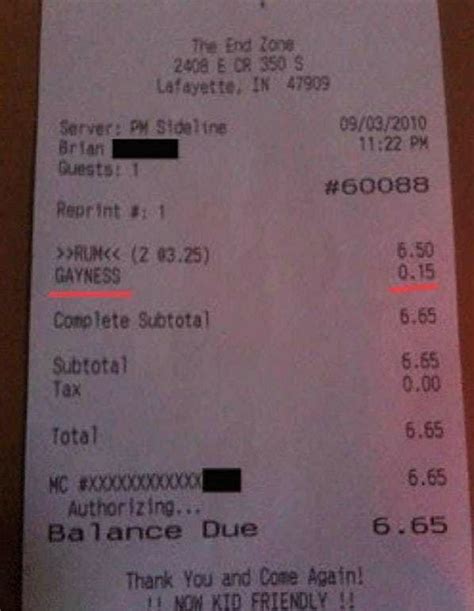 The End Zone
2408 E CR 350 S
Lafayette, IN 47909
Server: PM Sideline 09/03/2010
Brian 11:22 PM
Guests: 1
#60088
Reprint #: 1
>>RUM<< (2 @3.25) 6.50
GAYNESS 0.15
Complete Subtotal 6.65
Subtotal 6.65
Tax 0.00
Total 6.65
MC #XXXXXXXXXXXX 6.65
Authorizing...
Balance Due 6.65
Thank You and Come Again!
!! NOW KID FRIENDLY !!